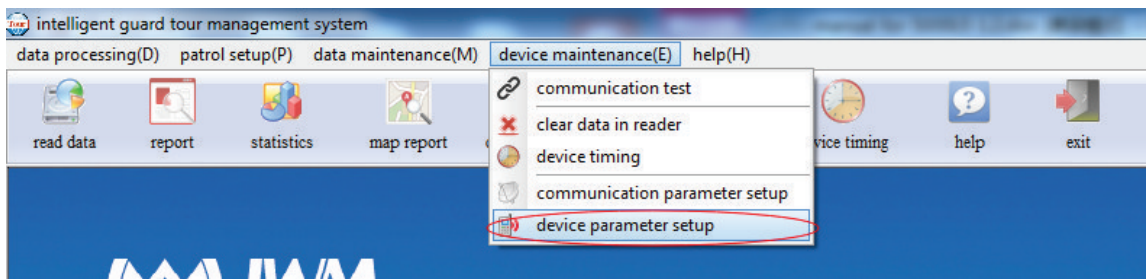 intelligent guard tour management system
data processing(D) patrol setup(P) data maintenance(M) device maintenance(E) help(H)
communication test
clear data in reader
device timing
communication parameter setup
device parameter setup
read data report statistics map report vice timing help exit
JWM